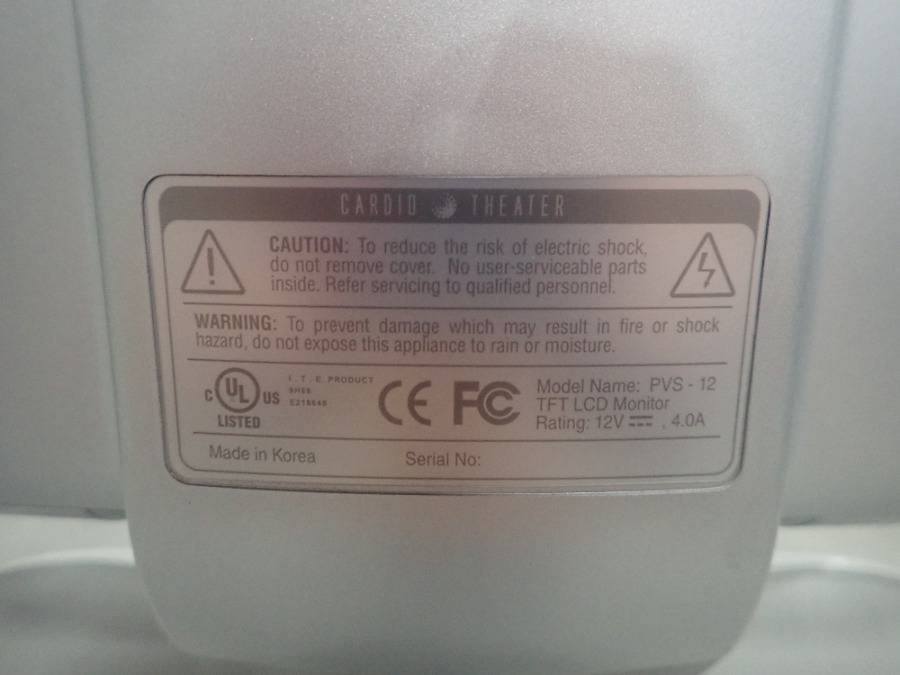 CARDIO THEATER
CAUTION: To reduce the risk of electric shock,
do not remove cover. No user-serviceable parts
inside. Refer servicing to qualified personnel.
WARNING: To prevent damage which may result in fire or shock
hazard, do not expose this appliance to rain or moisture.
C UL US
LISTED
I.T.E. PRODUCT
CE FC
Model Name: PVS - 12
TFT LCD Monitor
Rating: 12V , 4.0A
Made in Korea Serial No: